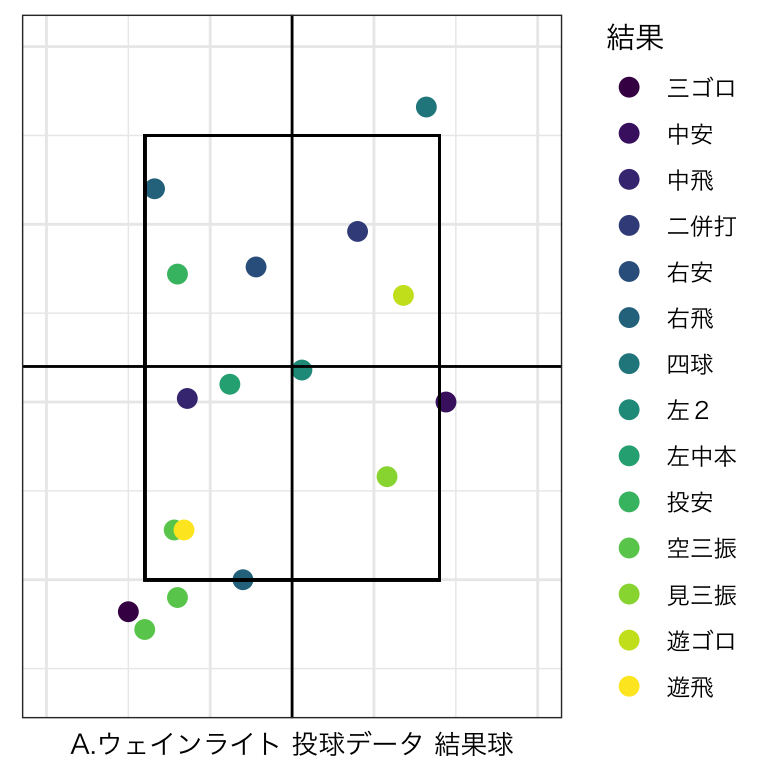 結果
三ゴロ
中安
中飛
二併打
右安
右飛
四球
左２
左中本
投安
空三振
見三振
遊ゴロ
遊飛
A.ウェインライト 投球データ 結果球